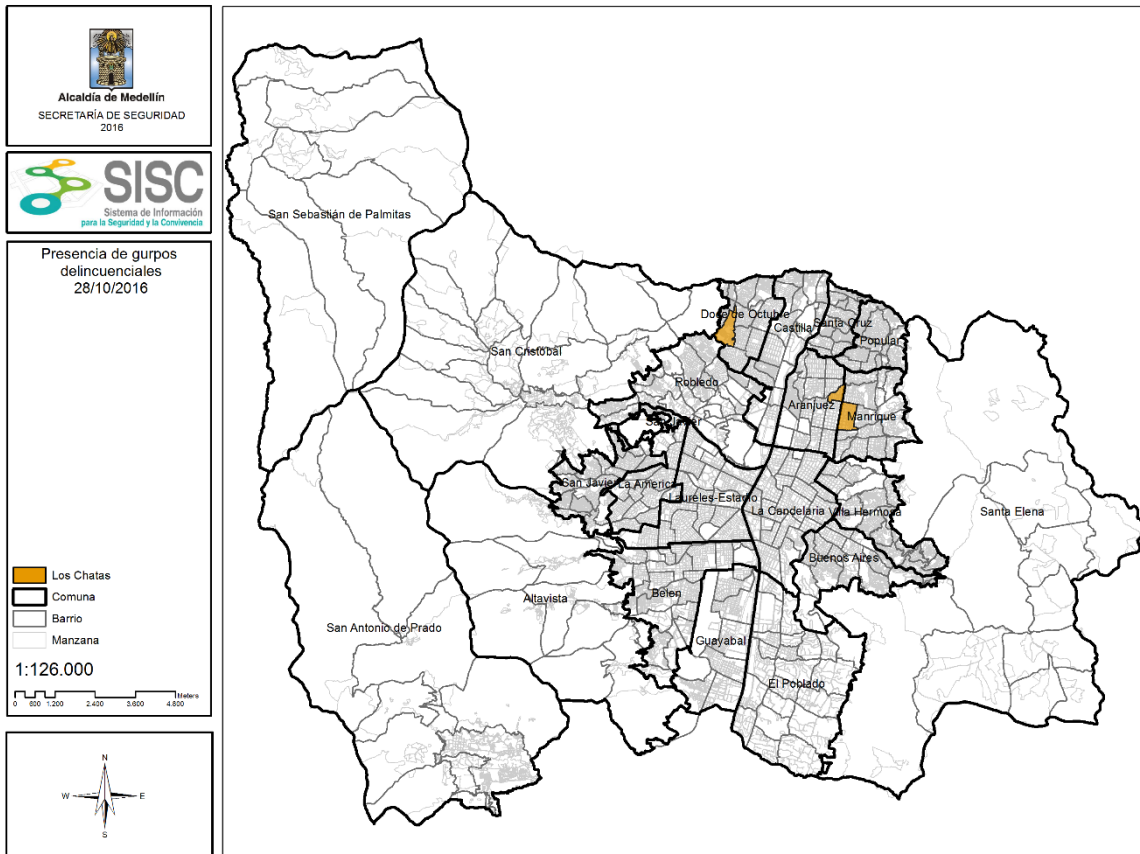 Alcaldía de Medellín
SECRETARÍA DE SEGURIDAD
2016
SISC
Sistema de Información
para la Seguridad y la Convivencia
Presencia de gurpos
delincuenciales
28/10/2016
Los Chatas
Comuna
Barrio
Manzana
1:126.000
Meters
0 600 1.200 2.400 3.600 4.800
N
W E
S
San Sebastián de Palmitas
San Cristóbal
Doce de Octubre
Castilla
Santa Cruz
Popular
Robledo
Aranjuez
Manrique
San Javier
San Javier
La America
Laureles-Estadio
La Candelaria
Villa Hermosa
Santa Elena
Buenos Aires
Altavista
Belen
San Antonio de Prado
Guayabal
El Poblado